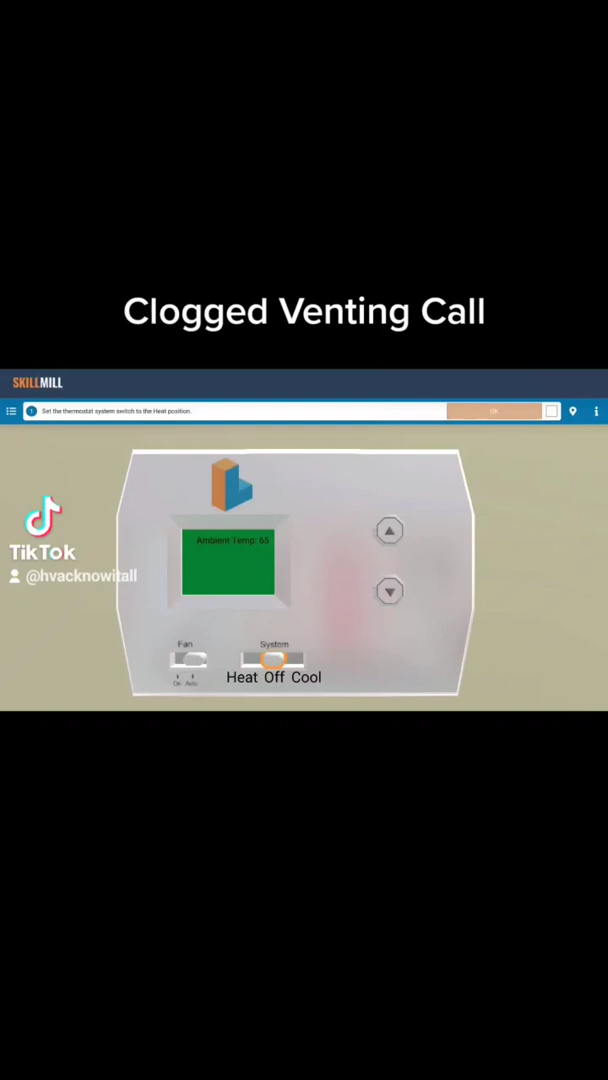 Clogged Venting Call
SKILLMILL
1 Set the thermostat system switch to the Heat position. OK
Ambient Temp: 65
TikTok
@hvacknowitall
Fan System
On Auto
Heat Off Cool